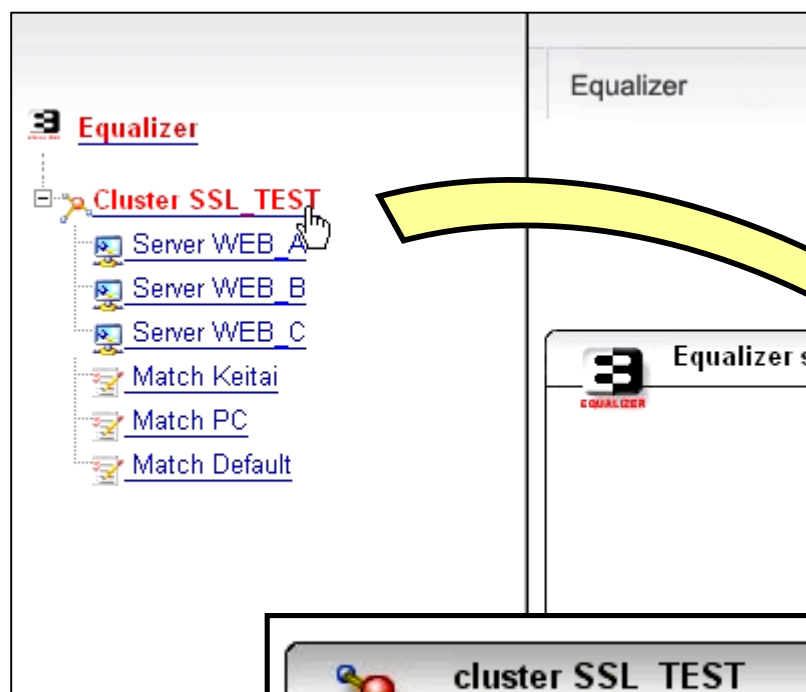 Equalizer
Cluster SSL_TEST
Server WEB_A
Server WEB_B
Server WEB_C
Match Keitai
Match PC
Match Default
Equalizer
Equalizer s
EQUALIZER
cluster SSL_TEST